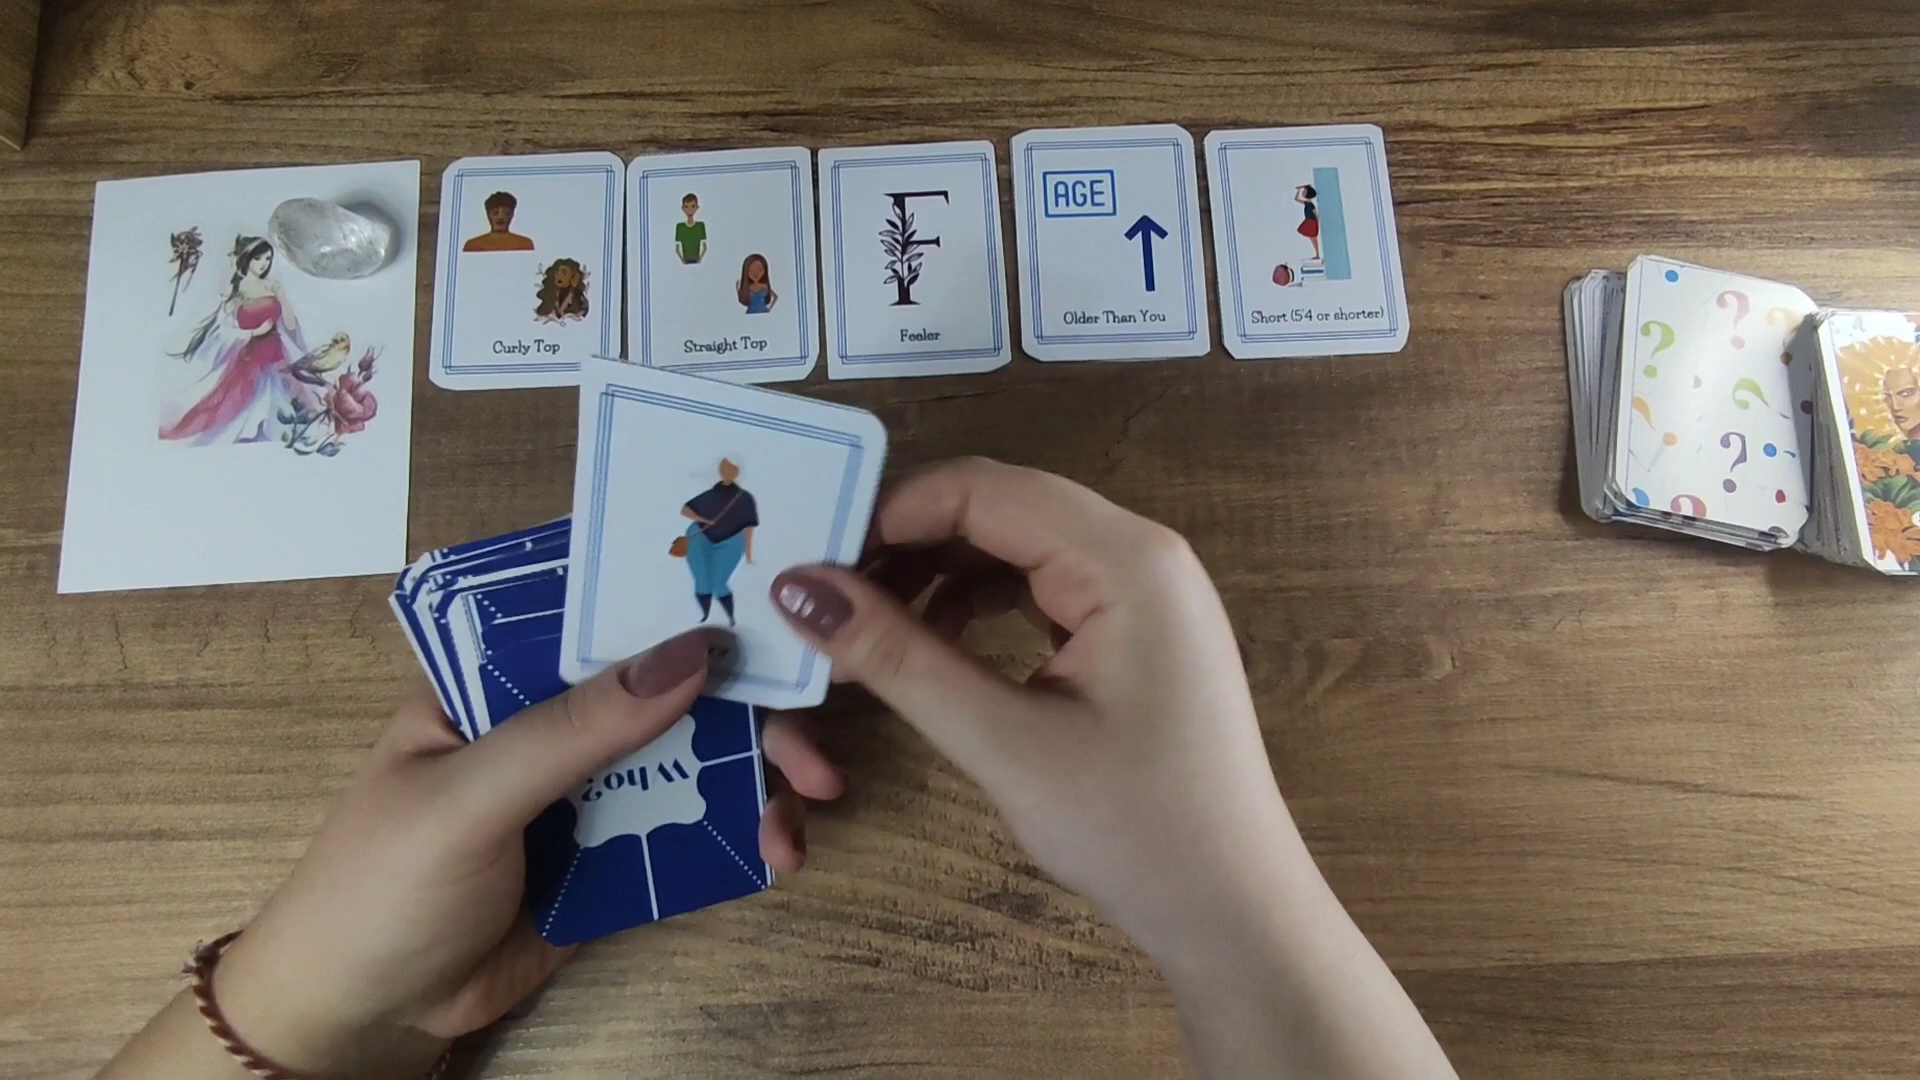 Curly Top
Straight Top
F
Feeler
AGE
Older Than You
Short (5'4 or shorter)
Who?